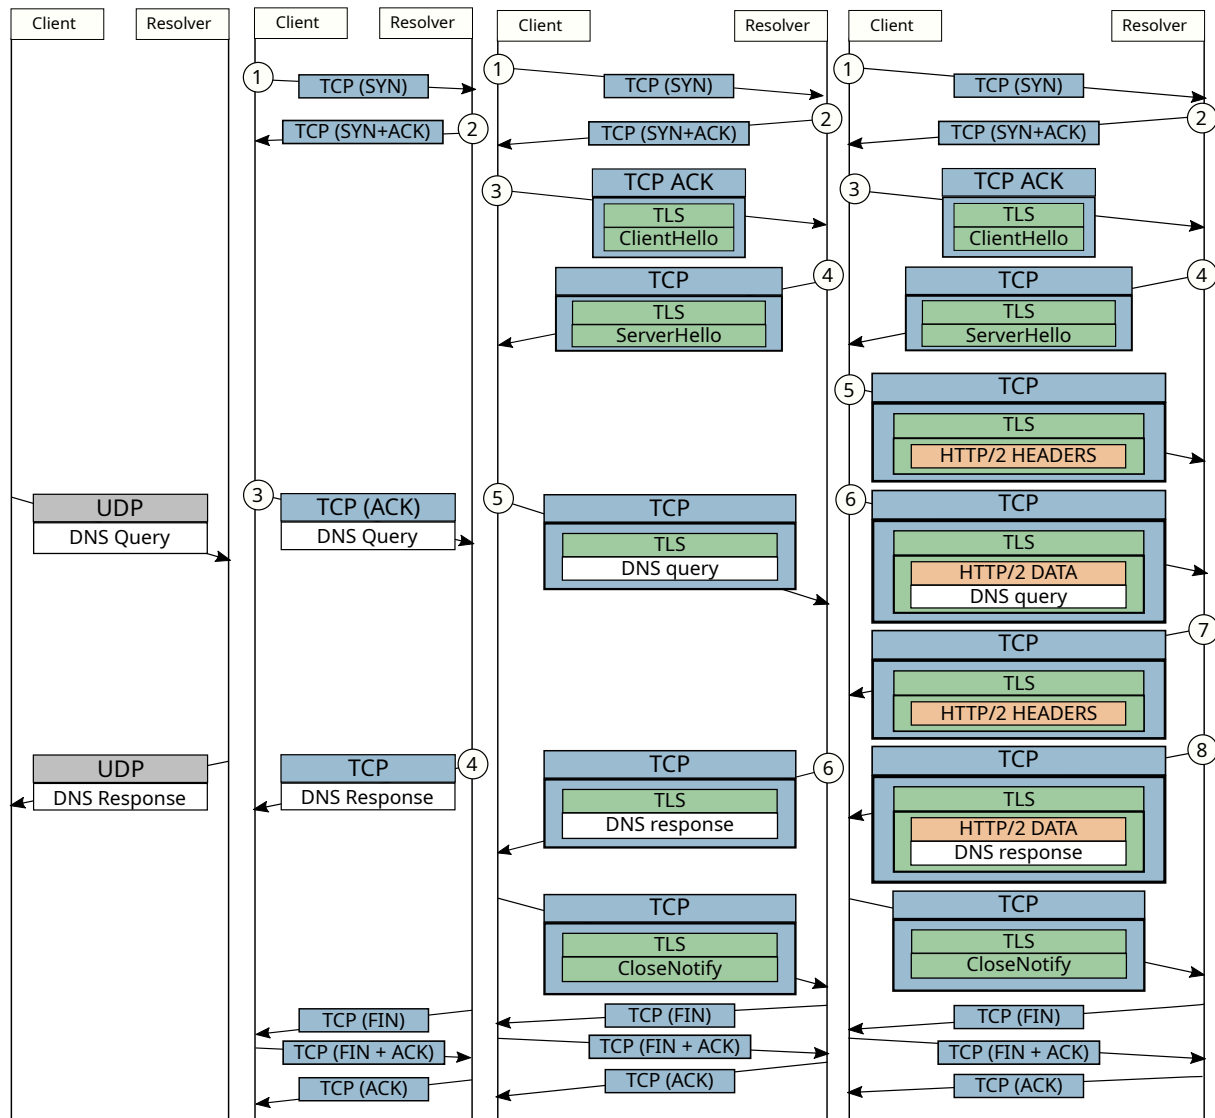 Client
Resolver
UDP
DNS Query
UDP
DNS Response
Client
Resolver
1
TCP (SYN)
2
TCP (SYN+ACK)
3
TCP (ACK)
DNS Query
4
TCP
DNS Response
TCP (FIN)
TCP (FIN + ACK)
TCP (ACK)
Client
Resolver
1
TCP (SYN)
2
TCP (SYN+ACK)
3
TCP ACK
TLS
ClientHello
4
TCP
TLS
ServerHello
5
TCP
TLS
DNS query
6
TCP
TLS
DNS response
TCP
TLS
CloseNotify
TCP (FIN)
TCP (FIN + ACK)
TCP (ACK)
Client
Resolver
1
TCP (SYN)
2
TCP (SYN+ACK)
3
TCP ACK
TLS
ClientHello
4
TCP
TLS
ServerHello
5
TCP
TLS
HTTP/2 HEADERS
6
TCP
TLS
HTTP/2 DATA
DNS query
7
TCP
TLS
HTTP/2 HEADERS
8
TCP
TLS
HTTP/2 DATA
DNS response
TCP
TLS
CloseNotify
TCP (FIN)
TCP (FIN + ACK)
TCP (ACK)